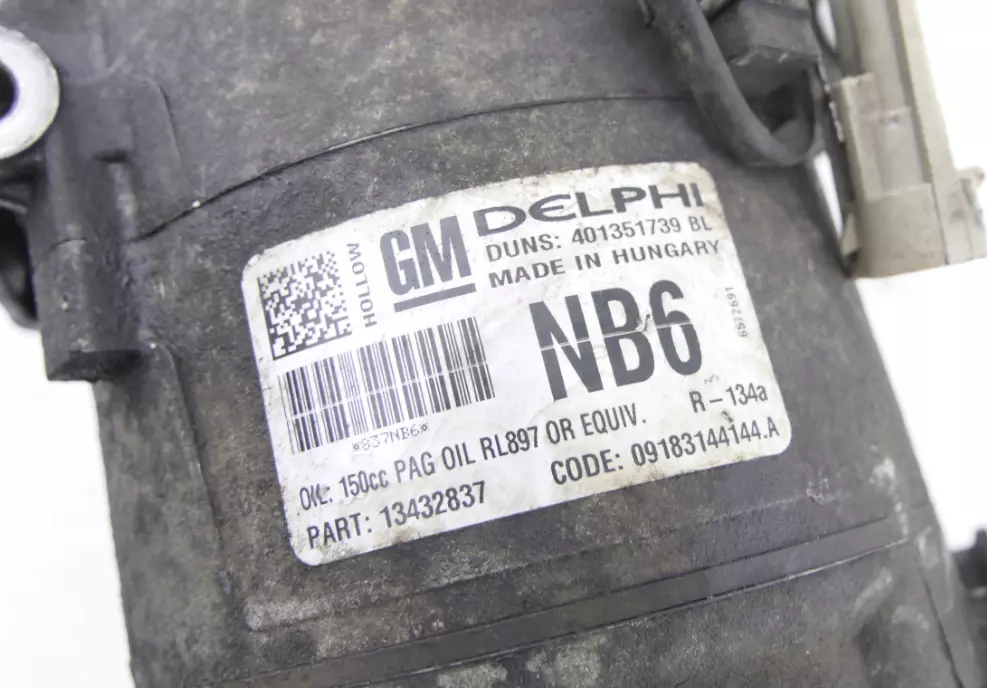 GM DELPHI
DUNS: 401351739 BL
MADE IN HUNGARY
HOLLOW
NB6
6572691
*837NB6*
R-134a
OIL: 150cc PAG OIL RL897 OR EQUIV.
PART: 13432837
CODE: 09183144144.A